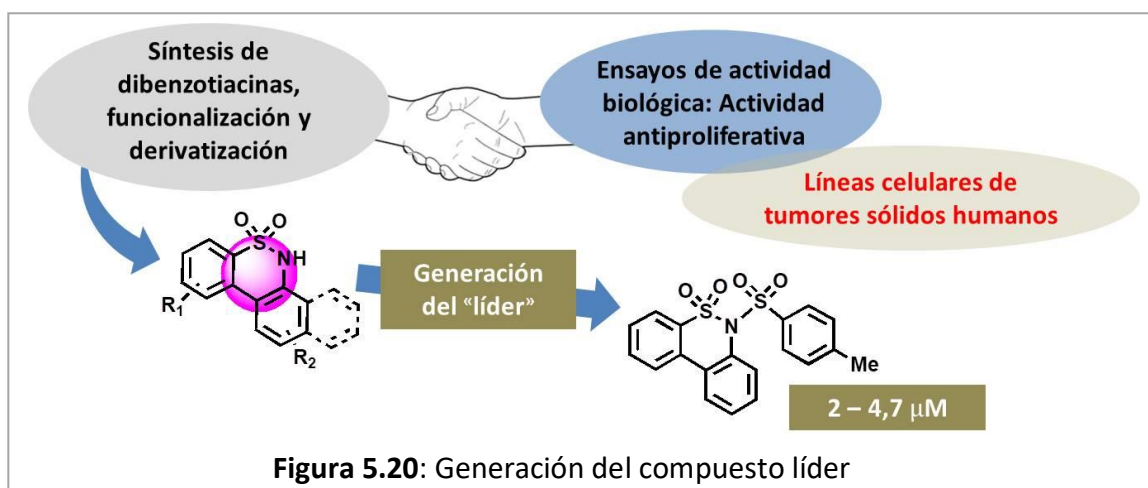 Síntesis de
dibenzotiacinas,
funcionalización y
derivatización
Ensayos de actividad
biológica: Actividad
antiproliferativa
Líneas celulares de
tumores sólidos humanos
O O
S
NH
R1
R2
Generación
del “líder”
O O
S
N
O O
S
Me
2 – 4,7 μM
Figura 5.20: Generación del compuesto líder